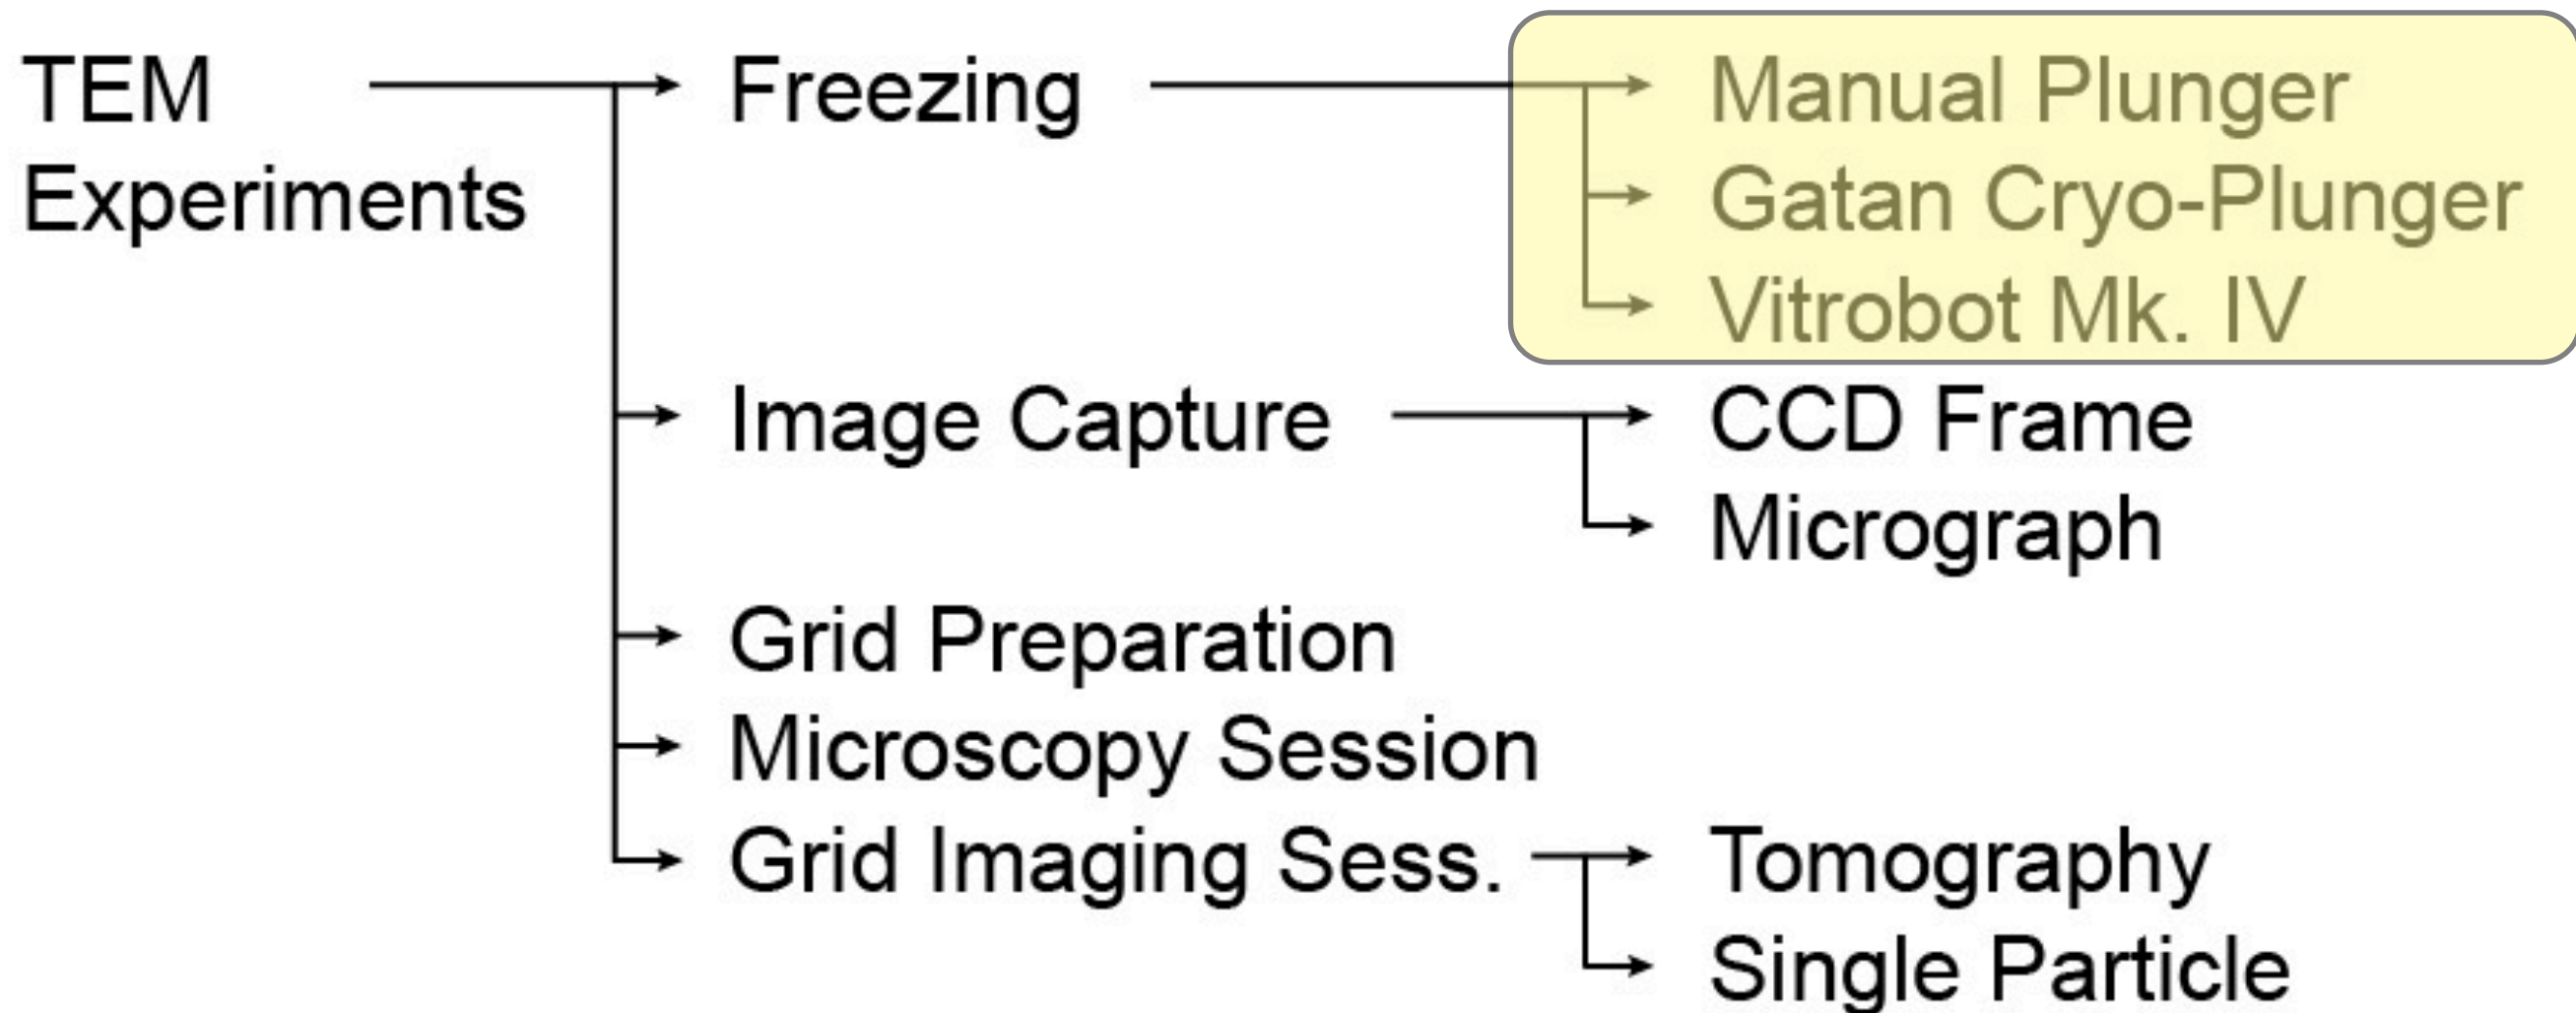 TEM
Experiments
Freezing
Manual Plunger
Gatan Cryo-Plunger
Vitrobot Mk. IV
Image Capture
CCD Frame
Micrograph
Grid Preparation
Microscopy Session
Grid Imaging Sess.
Tomography
Single Particle